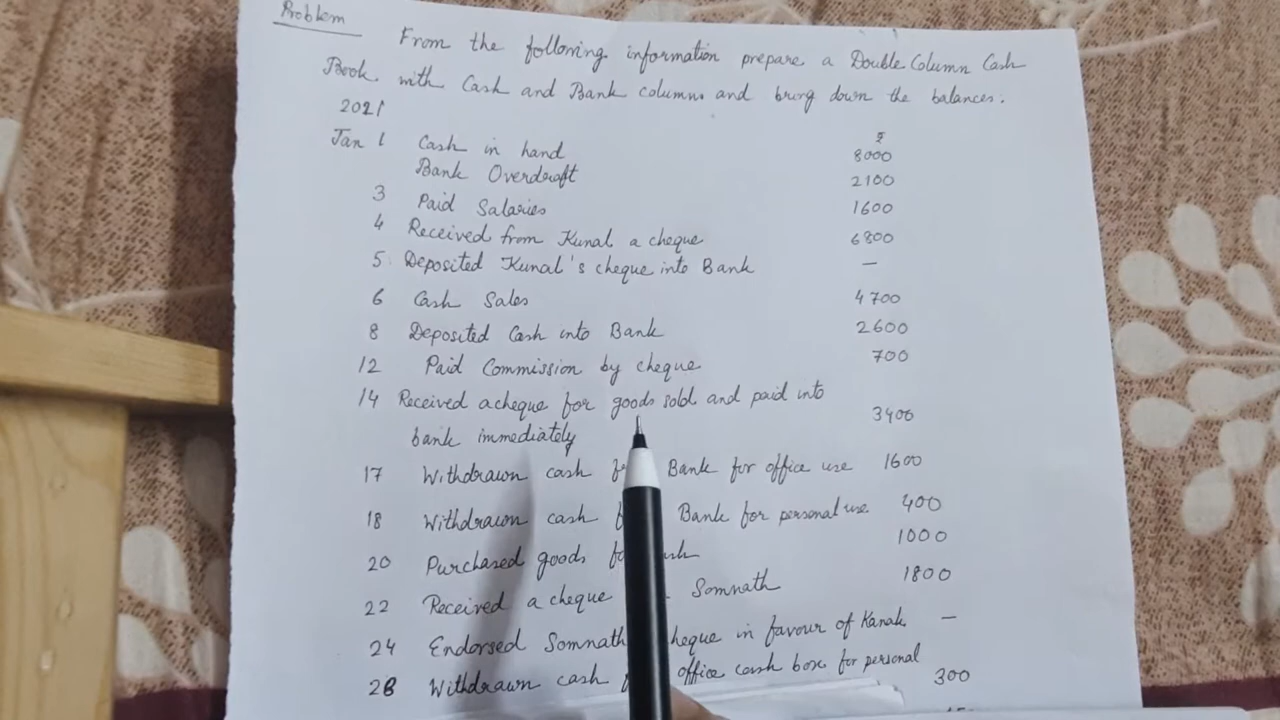 Problem
From the following information prepare a Double Column Cash
Book with Cash and Bank columns and bring down the balances.
2021
₹
Jan 1 Cash in hand 8000
Bank Overdraft 2100
3 Paid Salaries 1600
4 Received from Kunal a cheque 6800
5 Deposited Kunal's cheque into Bank —
6 Cash Sales 4700
8 Deposited Cash into Bank 2600
12 Paid Commission by cheque 700
14 Received a cheque for goods sold and paid into
bank immediately 3400
17 Withdrawn cash Bank for office use 1600
18 Withdrawn cash Bank for personal use 400
20 Purchased goods 1000
22 Received a cheque Somnath 1800
24 Endorsed Somnath cheque in favour of Kanak —
28 Withdrawn cash office cash box for personal
300